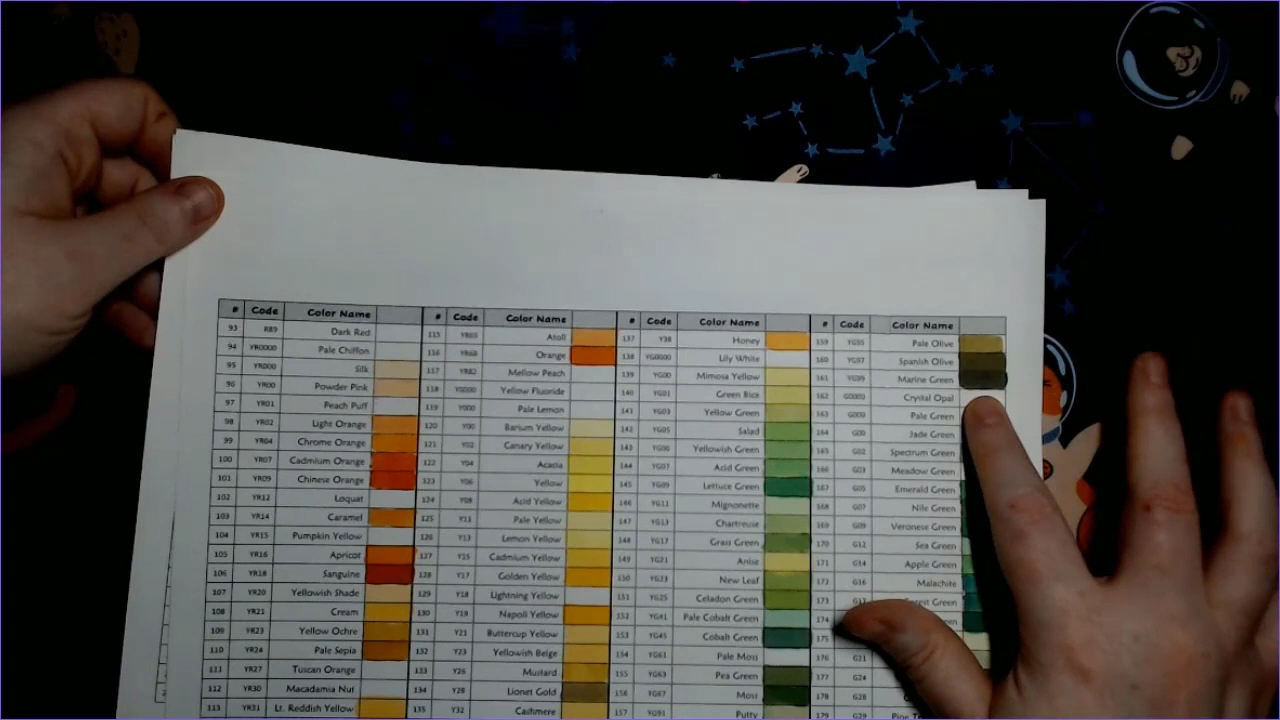 # Code Color Name
93 R89 Dark Red
94 YR0000 Pale Chiffon
95 YR000 Silk
96 YR00 Powder Pink
97 YR01 Peach Puff
98 YR02 Light Orange
99 YR04 Chrome Orange
100 YR07 Cadmium Orange
101 YR09 Chinese Orange
102 YR12 Loquat
103 YR14 Caramel
104 YR15 Pumpkin Yellow
105 YR16 Apricot
106 YR18 Sanguine
107 YR20 Yellowish Shade
108 YR21 Cream
109 YR23 Yellow Ochre
110 YR24 Pale Sepia
111 YR27 Tuscan Orange
112 YR30 Macadamia Nut
113 YR31 Lt. Reddish Yellow
# Code Color Name
115 YR65 Atoll
116 YR68 Orange
117 YR82 Mellow Peach
118 Y0000 Yellow Fluoride
119 Y000 Pale Lemon
120 Y00 Barium Yellow
121 Y02 Canary Yellow
122 Y04 Acacia
123 Y06 Yellow
124 Y08 Acid Yellow
125 Y11 Pale Yellow
126 Y13 Lemon Yellow
127 Y15 Cadmium Yellow
128 Y17 Golden Yellow
129 Y18 Lightning Yellow
130 Y19 Napoli Yellow
131 Y21 Buttercup Yellow
132 Y23 Yellowish Beige
133 Y26 Mustard
134 Y28 Lionet Gold
135 Y32 Cashmere
# Code Color Name
137 Y38 Honey
138 YG0000 Lily White
139 YG00 Mimosa Yellow
140 YG01 Green Bice
141 YG03 Yellow Green
142 YG05 Salad
143 YG06 Yellowish Green
144 YG07 Acid Green
145 YG09 Lettuce Green
146 YG11 Mignonette
147 YG13 Chartreuse
148 YG17 Grass Green
149 YG21 Anise
150 YG23 New Leaf
151 YG25 Celadon Green
152 YG41 Pale Cobalt Green
153 YG45 Cobalt Green
154 YG61 Pale Moss
155 YG63 Pea Green
156 YG67 Moss
157 YG91 Putty
# Code Color Name
159 YG95 Pale Olive
160 YG97 Spanish Olive
161 YG99 Marine Green
162 G0000 Crystal Opal
163 G000 Pale Green
164 G00 Jade Green
165 G02 Spectrum Green
166 G03 Meadow Green
167 G05 Emerald Green
168 G07 Nile Green
169 G09 Veronese Green
170 G12 Sea Green
171 G14 Apple Green
172 G16 Malachite
173 G17 Forest Green
174
175
176 G21
177 G24
178 G28
179 G29 Pine